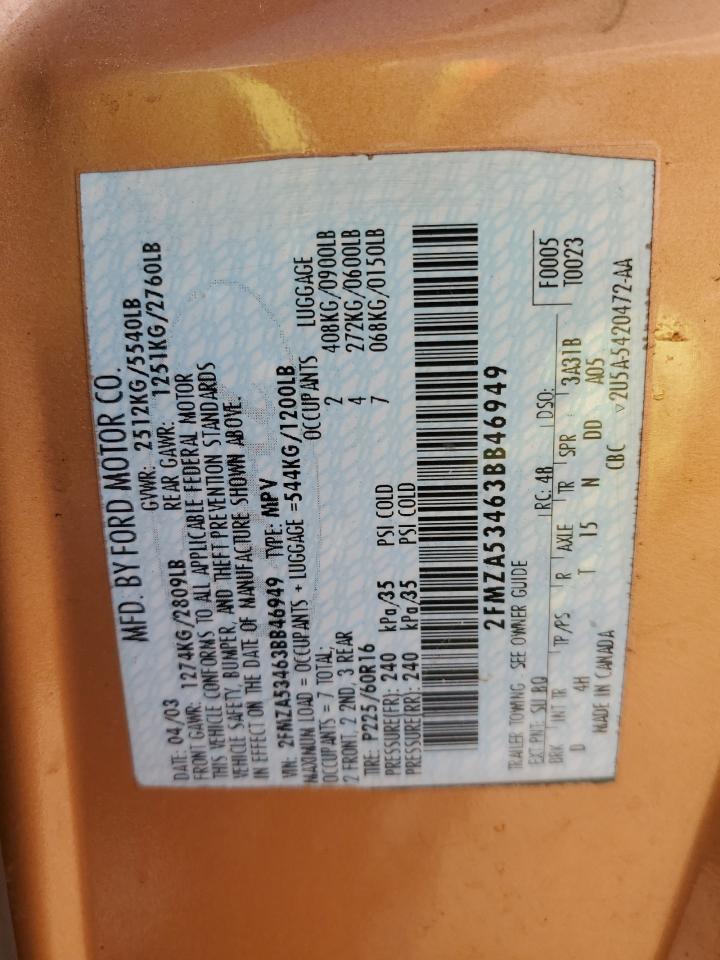 MFD. BY FORD MOTOR CO.
DATE: 04/03 GVWR: 2512KG/5540LB
FRONT GAWR: 1274KG/2809LB REAR GAWR: 1251KG/2760LB
THIS VEHICLE CONFORMS TO ALL APPLICABLE FEDERAL MOTOR
VEHICLE SAFETY, BUMPER, AND THEFT PREVENTION STANDARDS
IN EFFECT ON THE DATE OF MANUFACTURE SHOWN ABOVE.
VIN: 2FMZA53463BB46949 TYPE: MPV
MAXIMUM LOAD = OCCUPANTS + LUGGAGE =544KG/1200LB
OCCUPANTS = 7 TOTAL; OCCUPANTS LUGGAGE
2 FRONT, 2 2ND, 3 REAR 2 408KG/0900LB
TIRE: P225/60R16 4 272KG/0600LB
PRESSURE(FR): 240 kPa/35 PSI COLD 7 068KG/0150LB
PRESSURE(RR): 240 kPa/35 PSI COLD
2FMZA53463BB46949
TRAILER TOWING - SEE OWNER GUIDE
EXT PNT: SU BQ RC: 48 DSO: F0005
BRK INT TR TP/PS R AXLE TR SPR 3A31B T0023
D 4H T 15 N DD A05
MADE IN CANADA CBC v2U5A-5420472-AA